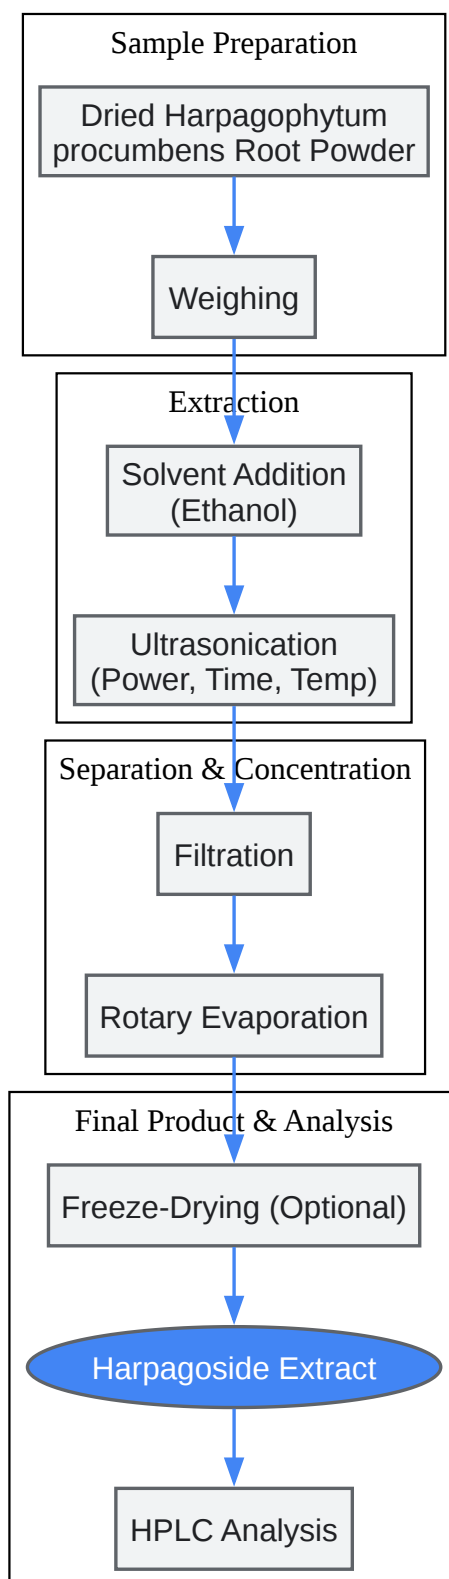 Sample Preparation
Dried Harpagophytum
procumbens Root Powder
Weighing
Extraction
Solvent Addition
(Ethanol)
Ultrasonication
(Power, Time, Temp)
Separation & Concentration
Filtration
Rotary Evaporation
Final Product & Analysis
Freeze-Drying (Optional)
Harpagoside Extract
HPLC Analysis